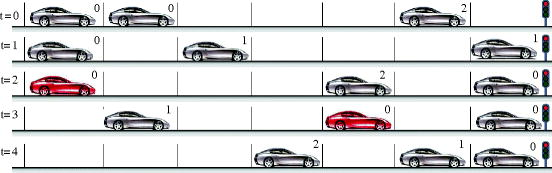 t=0 0 0 2
t=1 0 1 1
t=2 0 2 0
t=3 1 0 0
t=4 2 1 0